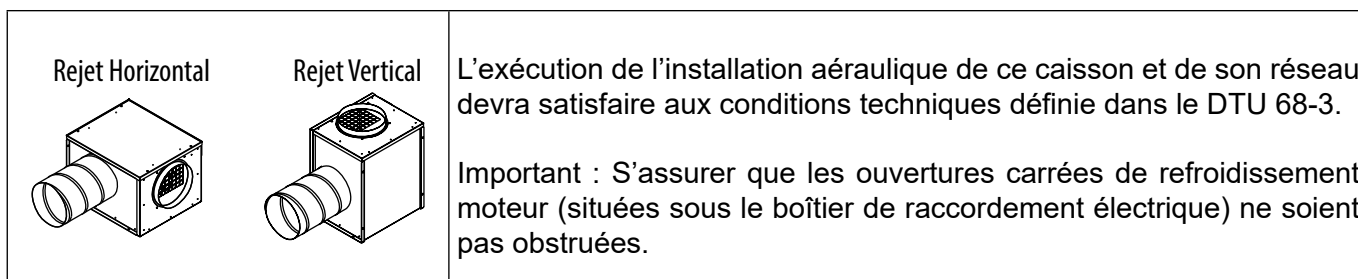 Rejet Horizontal
Rejet Vertical
L’exécution de l’installation aéraulique de ce caisson et de son réseau
devra satisfaire aux conditions techniques définie dans le DTU 68-3.
Important : S’assurer que les ouvertures carrées de refroidissement
moteur (situées sous le boîtier de raccordement électrique) ne soient
pas obstruées.